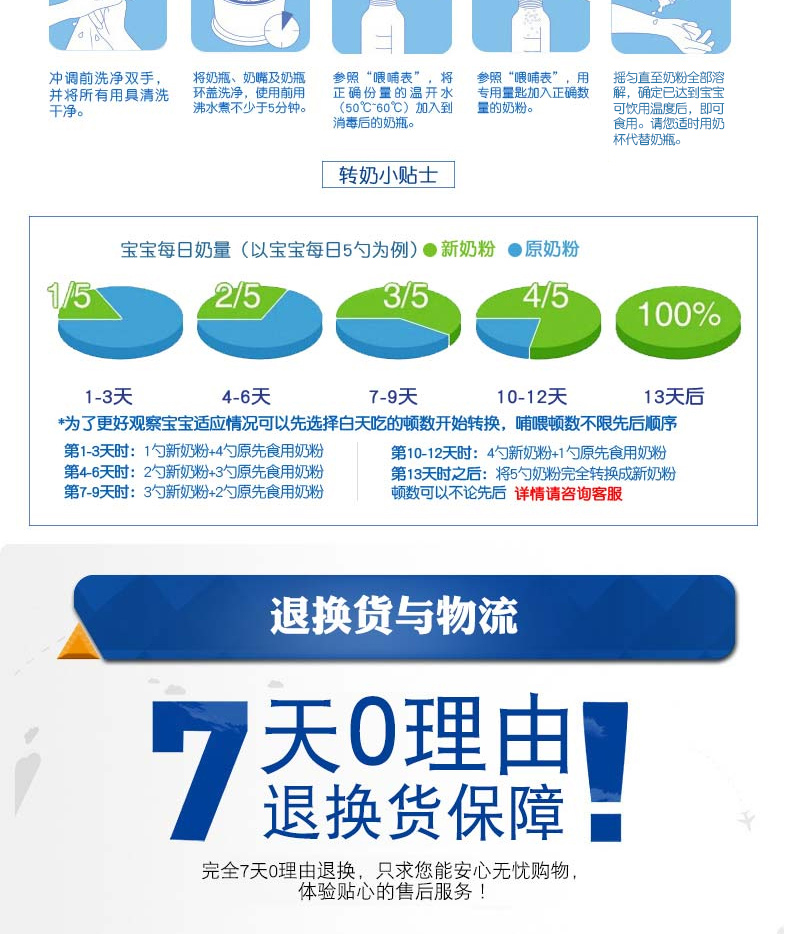 冲调前洗净双手，
并将所有用具清洗
干净。
将奶瓶、奶嘴及奶瓶
环盖洗净，使用前用
沸水煮不少于5分钟。
参照“喂哺表”，将
正确份量的温开水
（50℃~60℃）加入到
消毒后的奶瓶。
参照“喂哺表”，用
专用量匙加入正确数
量的奶粉。
摇匀直至奶粉全部溶
解，确定已达到宝宝
可饮用温度后，即可
食用。请您适时用奶
杯代替奶瓶。
转奶小贴士
宝宝每日奶量（以宝宝每日5勺为例）●新奶粉 ●原奶粉
1/5 2/5 3/5 4/5 100%
1-3天 4-6天 7-9天 10-12天 13天后
*为了更好观察宝宝适应情况可以先选择白天吃的顿数开始转换，哺喂顿数不限先后顺序
第1-3天时：1勺新奶粉+4勺原先食用奶粉
第4-6天时：2勺新奶粉+3勺原先食用奶粉
第7-9天时：3勺新奶粉+2勺原先食用奶粉
第10-12天时：4勺新奶粉+1勺原先食用奶粉
第13天时之后：将5勺奶粉完全转换成新奶粉
顿数可以不论先后 详情请咨询客服
退换货与物流
7天0理由
退换货保障！
完全7天0理由退换，只求您能安心无忧购物，
体验贴心的售后服务！